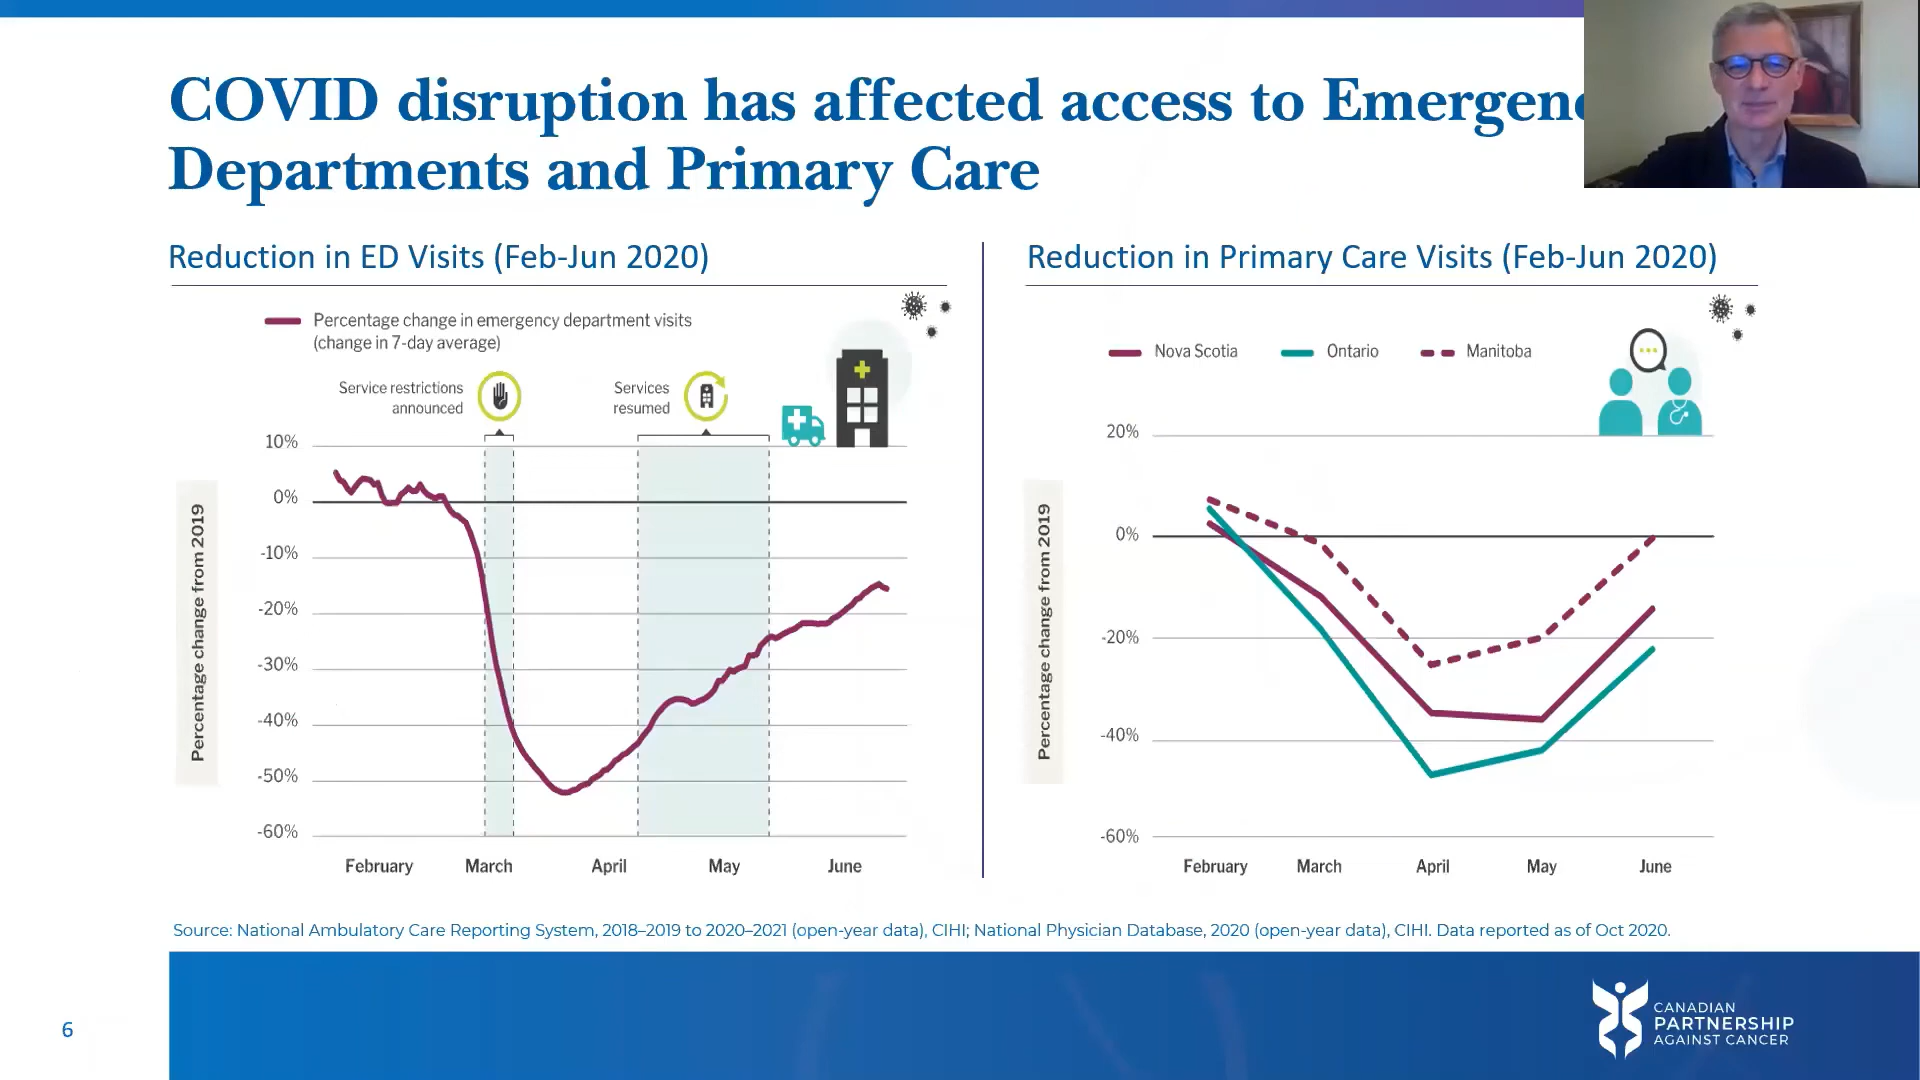 COVID disruption has affected access to
Departments and Primary Care
Reduction in ED Visits (Feb-Jun 2020)
Percentage change in emergency department visits
(change in 7-day average)
Service restrictions
announced
Services
resumed
10%
0%
-10%
-20%
-30%
-40%
-50%
-60%
Percentage change from 2019
February March April May June
Reduction in Primary Care Visits (Feb-Jun 2020)
Nova Scotia Ontario Manitoba
20%
0%
-20%
-40%
-60%
Percentage change from 2019
February March April May June
Source: National Ambulatory Care Reporting System, 2018–2019 to 2020–2021 (open-year data), CIHI; National Physician Database, 2020 (open-year data), CIHI. Data reported as of Oct 2020.
6
CANADIAN
PARTNERSHIP
AGAINST CANCER